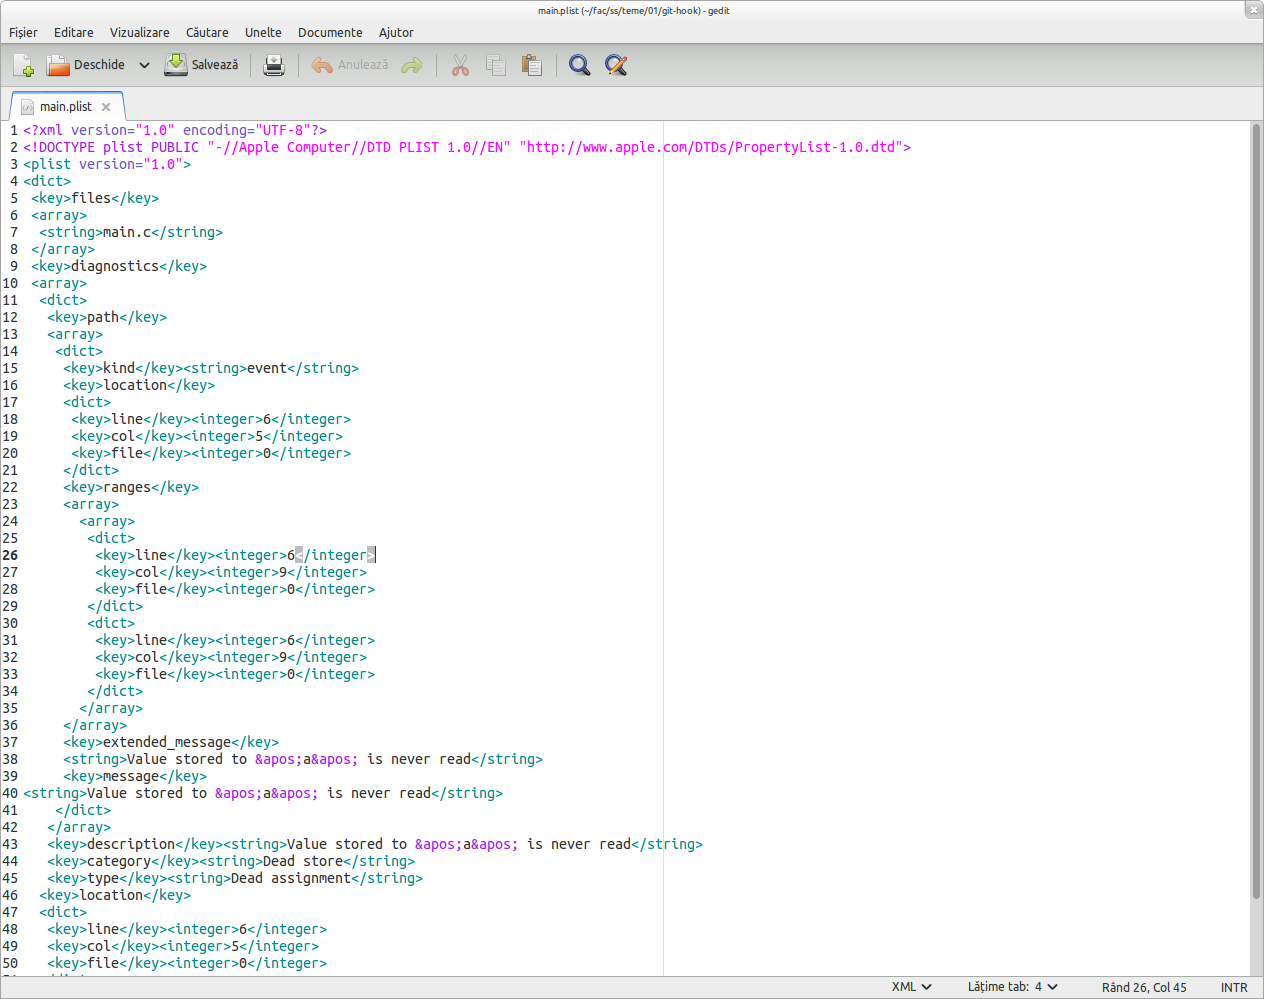 main.plist (~/Fac/ss/teme/01/git-hook) - gedit
Fișier Editare Vizualizare Căutare Unelte Documente Ajutor
Deschide Salvează Anulează
main.plist
1 <?xml version="1.0" encoding="UTF-8"?>
2 <!DOCTYPE plist PUBLIC "-//Apple Computer//DTD PLIST 1.0//EN" "http://www.apple.com/DTDs/PropertyList-1.0.dtd">
3 <plist version="1.0">
4 <dict>
5  <key>files</key>
6  <array>
7   <string>main.c</string>
8  </array>
9  <key>diagnostics</key>
10  <array>
11   <dict>
12    <key>path</key>
13    <array>
14     <dict>
15      <key>kind</key><string>event</string>
16      <key>location</key>
17      <dict>
18       <key>line</key><integer>6</integer>
19       <key>col</key><integer>5</integer>
20       <key>file</key><integer>0</integer>
21      </dict>
22      <key>ranges</key>
23      <array>
24        <array>
25         <dict>
26          <key>line</key><integer>6</integer>
27          <key>col</key><integer>9</integer>
28          <key>file</key><integer>0</integer>
29         </dict>
30         <dict>
31          <key>line</key><integer>6</integer>
32          <key>col</key><integer>9</integer>
33          <key>file</key><integer>0</integer>
34         </dict>
35        </array>
36      </array>
37      <key>extended_message</key>
38      <string>Value stored to &apos;a&apos; is never read</string>
39      <key>message</key>
40 <string>Value stored to &apos;a&apos; is never read</string>
41     </dict>
42    </array>
43    <key>description</key><string>Value stored to &apos;a&apos; is never read</string>
44    <key>category</key><string>Dead store</string>
45    <key>type</key><string>Dead assignment</string>
46   <key>location</key>
47   <dict>
48    <key>line</key><integer>6</integer>
49    <key>col</key><integer>5</integer>
50    <key>file</key><integer>0</integer>
XML Lățime tab: 4 Rând 26, Col 45 INTR